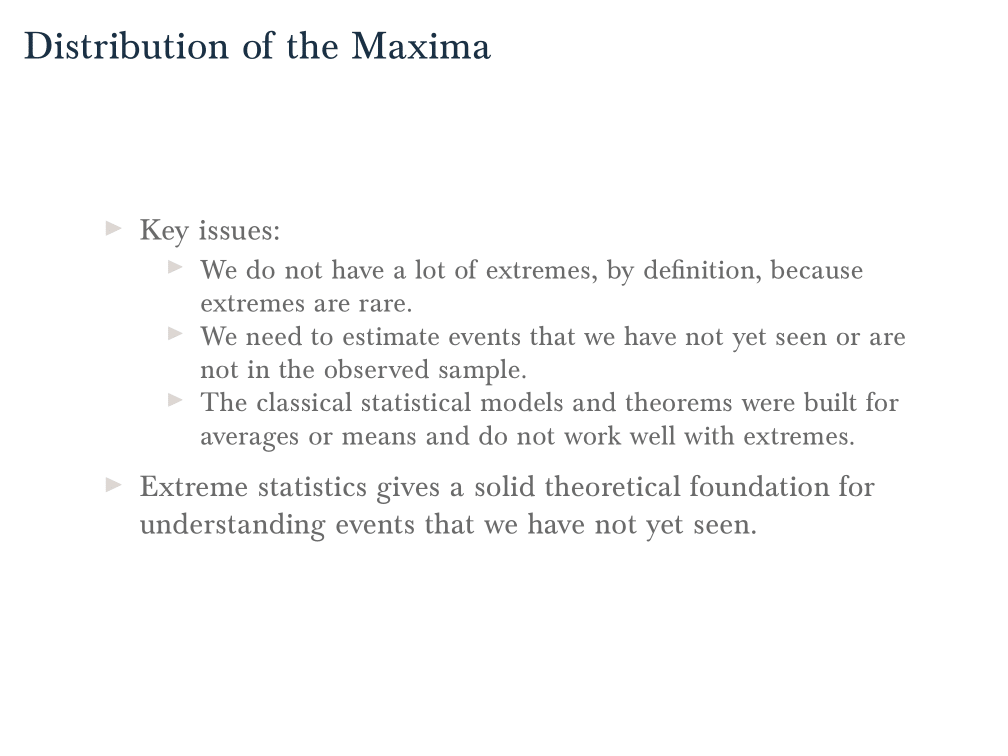 Distribution of the Maxima
Key issues:
We do not have a lot of extremes, by definition, because
extremes are rare.
We need to estimate events that we have not yet seen or are
not in the observed sample.
The classical statistical models and theorems were built for
averages or means and do not work well with extremes.
Extreme statistics gives a solid theoretical foundation for
understanding events that we have not yet seen.